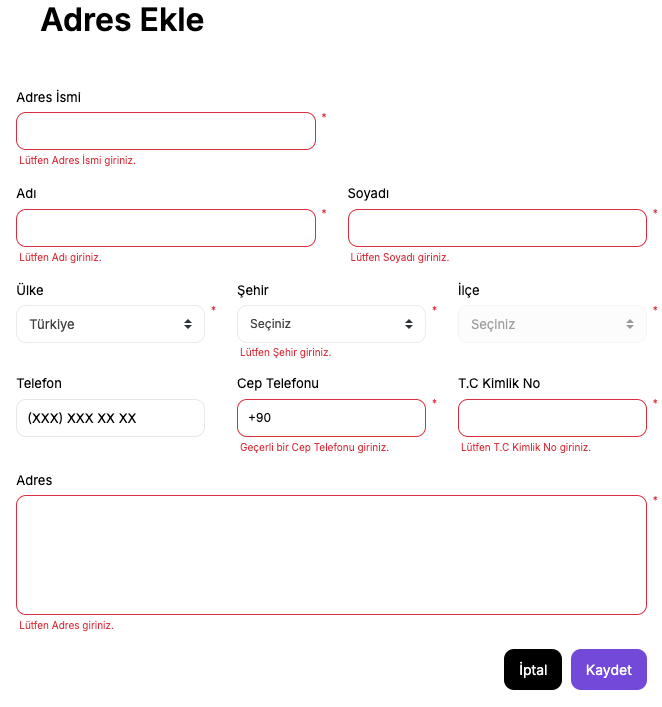 Adres Ekle
Adres İsmi
*
Lütfen Adres İsmi giriniz.
Adı Soyadı
* *
Lütfen Adı giriniz. Lütfen Soyadı giriniz.
Ülke Şehir İlçe
Türkiye * Seçiniz * Seçiniz *
Lütfen Şehir giriniz.
Telefon Cep Telefonu T.C Kimlik No
(XXX) XXX XX XX +90 * *
Geçerli bir Cep Telefonu giriniz. Lütfen T.C Kimlik No giriniz.
Adres
*
Lütfen Adres giriniz.
İptal Kaydet